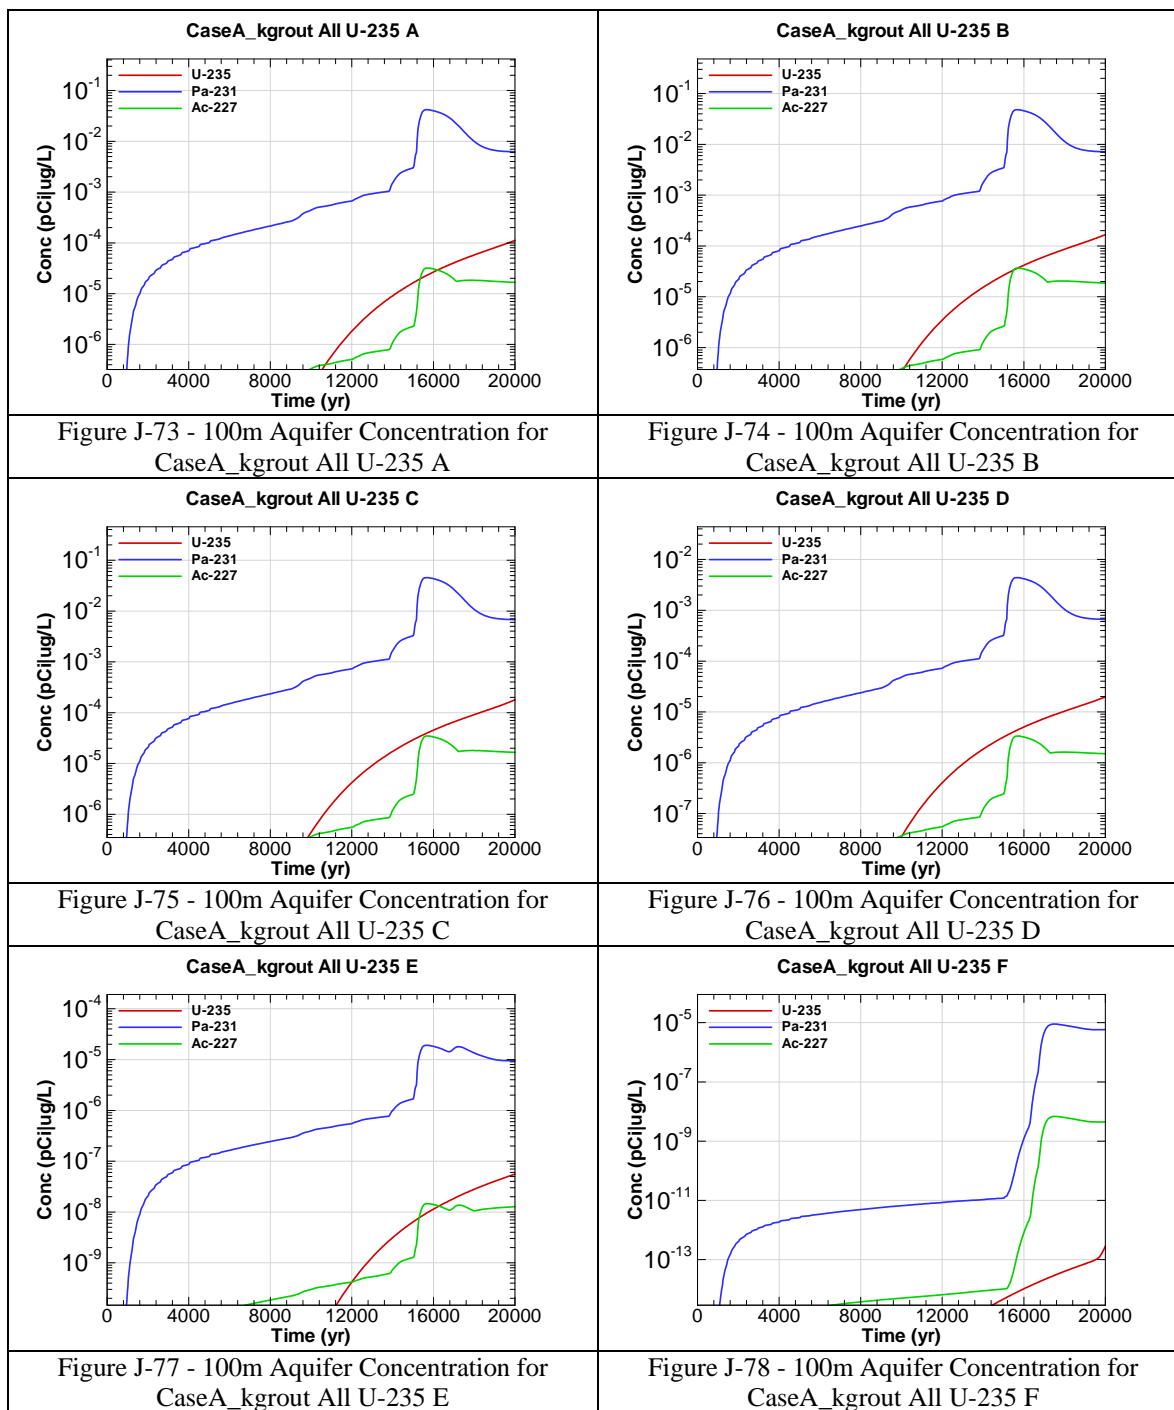 CaseA_kgrout All U-235 A
U-235
Pa-231
Ac-227
10^-1
10^-2
10^-3
10^-4
10^-5
10^-6
Conc (pCi|ug/L)
0 4000 8000 12000 16000 20000
Time (yr)
Figure J-73 - 100m Aquifer Concentration for
CaseA_kgrout All U-235 A
CaseA_kgrout All U-235 B
U-235
Pa-231
Ac-227
10^-1
10^-2
10^-3
10^-4
10^-5
10^-6
Conc (pCi|ug/L)
0 4000 8000 12000 16000 20000
Time (yr)
Figure J-74 - 100m Aquifer Concentration for
CaseA_kgrout All U-235 B
CaseA_kgrout All U-235 C
U-235
Pa-231
Ac-227
10^-1
10^-2
10^-3
10^-4
10^-5
10^-6
Conc (pCi|ug/L)
0 4000 8000 12000 16000 20000
Time (yr)
Figure J-75 - 100m Aquifer Concentration for
CaseA_kgrout All U-235 C
CaseA_kgrout All U-235 D
U-235
Pa-231
Ac-227
10^-2
10^-3
10^-4
10^-5
10^-6
10^-7
Conc (pCi|ug/L)
0 4000 8000 12000 16000 20000
Time (yr)
Figure J-76 - 100m Aquifer Concentration for
CaseA_kgrout All U-235 D
CaseA_kgrout All U-235 E
U-235
Pa-231
Ac-227
10^-4
10^-5
10^-6
10^-7
10^-8
10^-9
Conc (pCi|ug/L)
0 4000 8000 12000 16000 20000
Time (yr)
Figure J-77 - 100m Aquifer Concentration for
CaseA_kgrout All U-235 E
CaseA_kgrout All U-235 F
U-235
Pa-231
Ac-227
10^-5
10^-7
10^-9
10^-11
10^-13
Conc (pCi|ug/L)
0 4000 8000 12000 16000 20000
Time (yr)
Figure J-78 - 100m Aquifer Concentration for
CaseA_kgrout All U-235 F